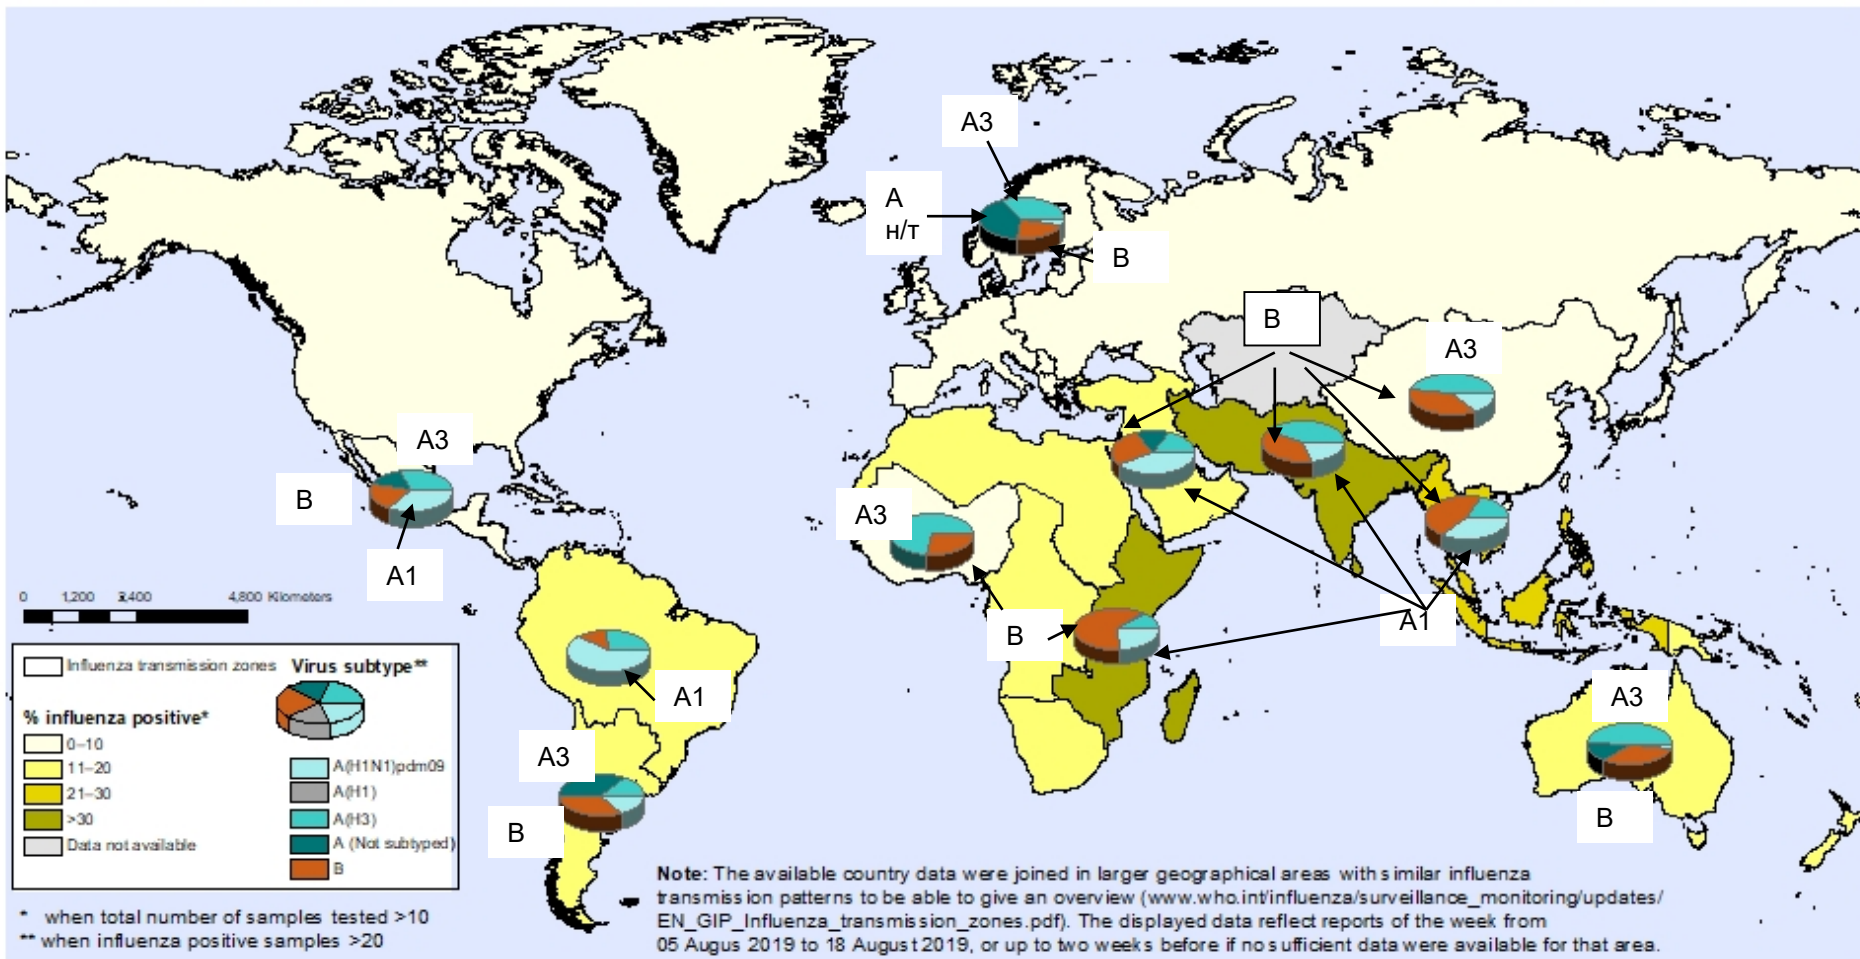 A3
A
н/т
B
B
A3
A3
B
A3
A1
B
A1
A1
A3
B
A3
B
0 1,200 2,400 4,800 Kilometers
Influenza transmission zones
Virus subtype**
% influenza positive*
0–10
11–20
21–30
>30
Data not available
A(H1N1)pdm09
A(H1)
A(H3)
A (Not subtyped)
B
* when total number of samples tested >10
** when influenza positive samples >20
Note: The available country data were joined in larger geographical areas with similar influenza
transmission patterns to be able to give an overview (www.who.int/influenza/surveillance_monitoring/updates/
EN_GIP_Influenza_transmission_zones.pdf). The displayed data reflect reports of the week from
05 Augus 2019 to 18 August 2019, or up to two weeks before if no sufficient data were available for that area.